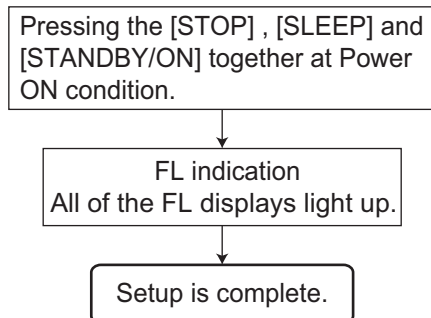 Pressing the [STOP] , [SLEEP] and
[STANDBY/ON] together at Power
ON condition.
FL indication
All of the FL displays light up.
Setup is complete.